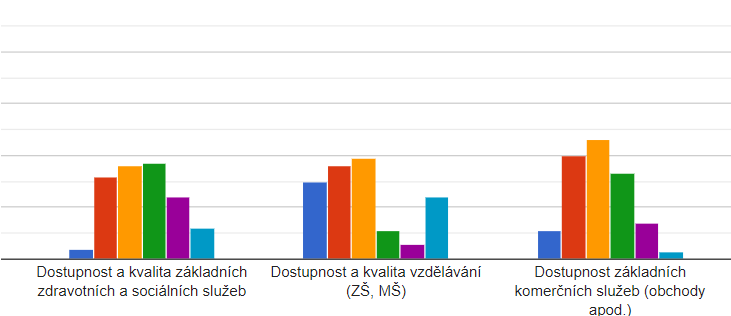 Dostupnost a kvalita základních
zdravotních a sociálních služeb
Dostupnost a kvalita vzdělávání
(ZŠ, MŠ)
Dostupnost základních
komerčních služeb (obchody
apod.)